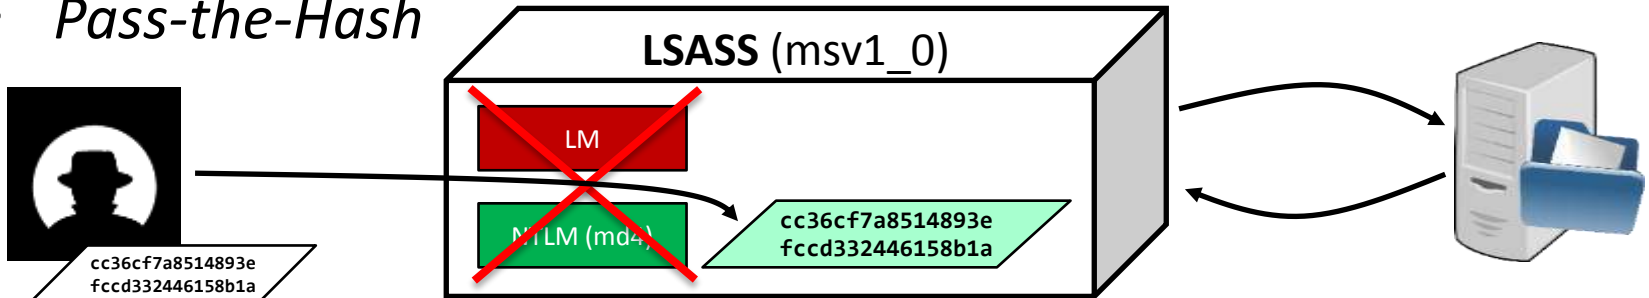 Pass-the-Hash
LSASS (msv1_0)
LM
NTLM (md4)
cc36cf7a8514893e
fccd332446158b1a
cc36cf7a8514893e
fccd332446158b1a